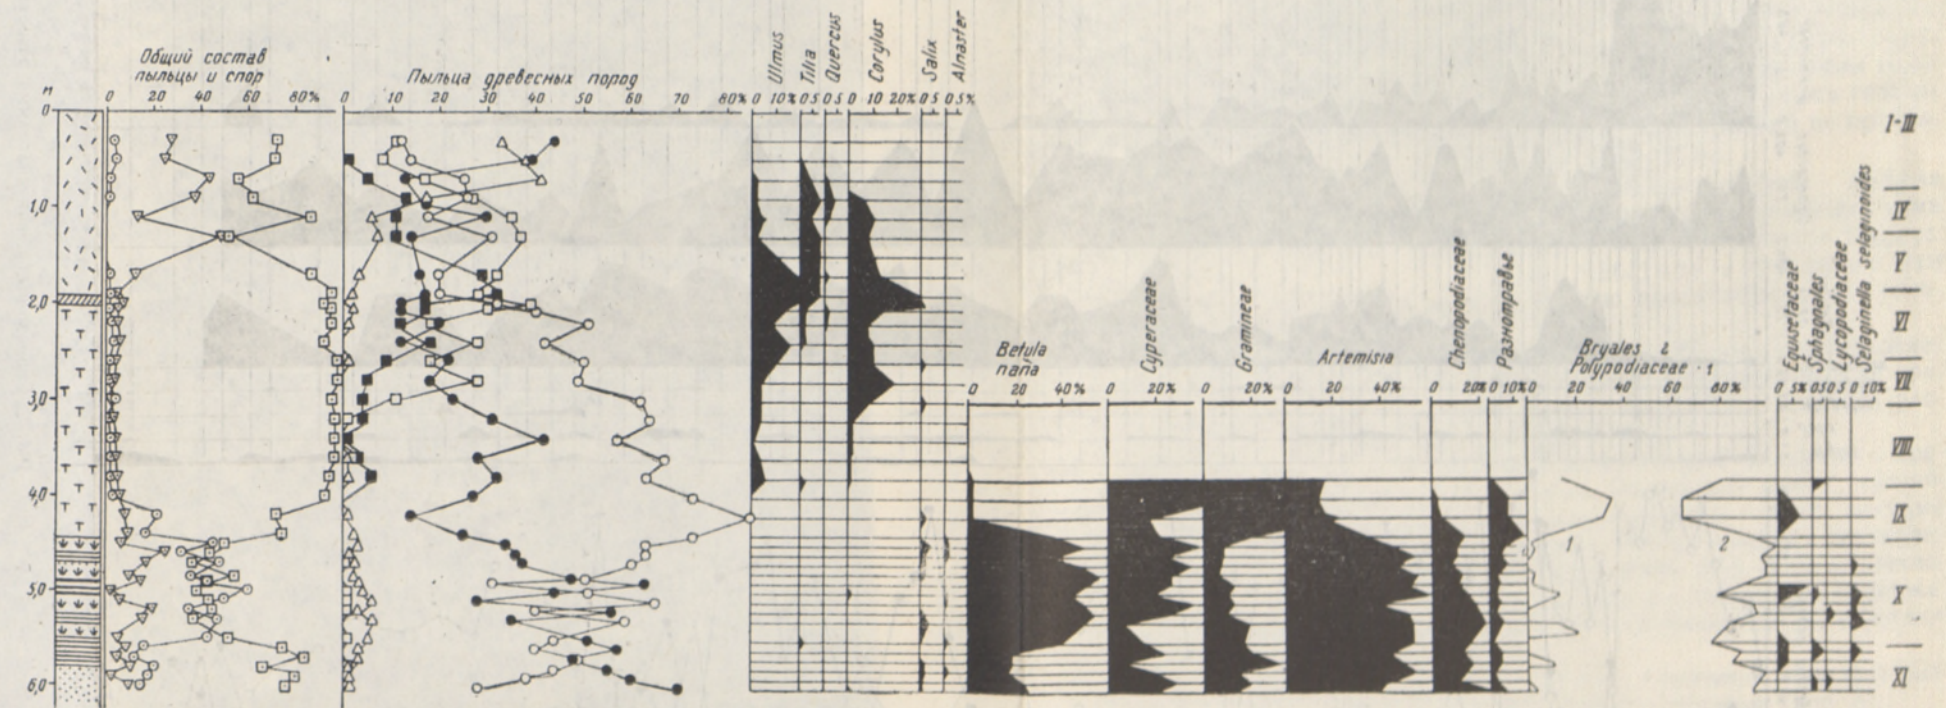 Общий состав
пыльцы и спор
Пыльца древесных пород
Ulmus
Tilia
Quercus
Corylus
Salix
Alnaster
м
0 20 40 60 80%
0 10 20 30 40 50 60 70 80%
0 10%
0 5
0 5
0 10 20%
0 5
0 5%
0
1,0
2,0
3,0
4,0
5,0
6,0
Betula
nana
Cyperaceae
Gramineae
Artemisia
Chenopodiaceae
Разнотравье
Bryales 2
Polypodiaceae · 1
Equisetaceae
Sphagnales
Lycopodiaceae
Selaginella selaginoides
0 20 40%
0 20%
0 20%
0 20 40%
0 20%
0 10%
0 20 40 60 80%
0 5%
0 5
0 5
0 10%
1
2
I-III
IV
V
VI
VII
VIII
IX
X
XI